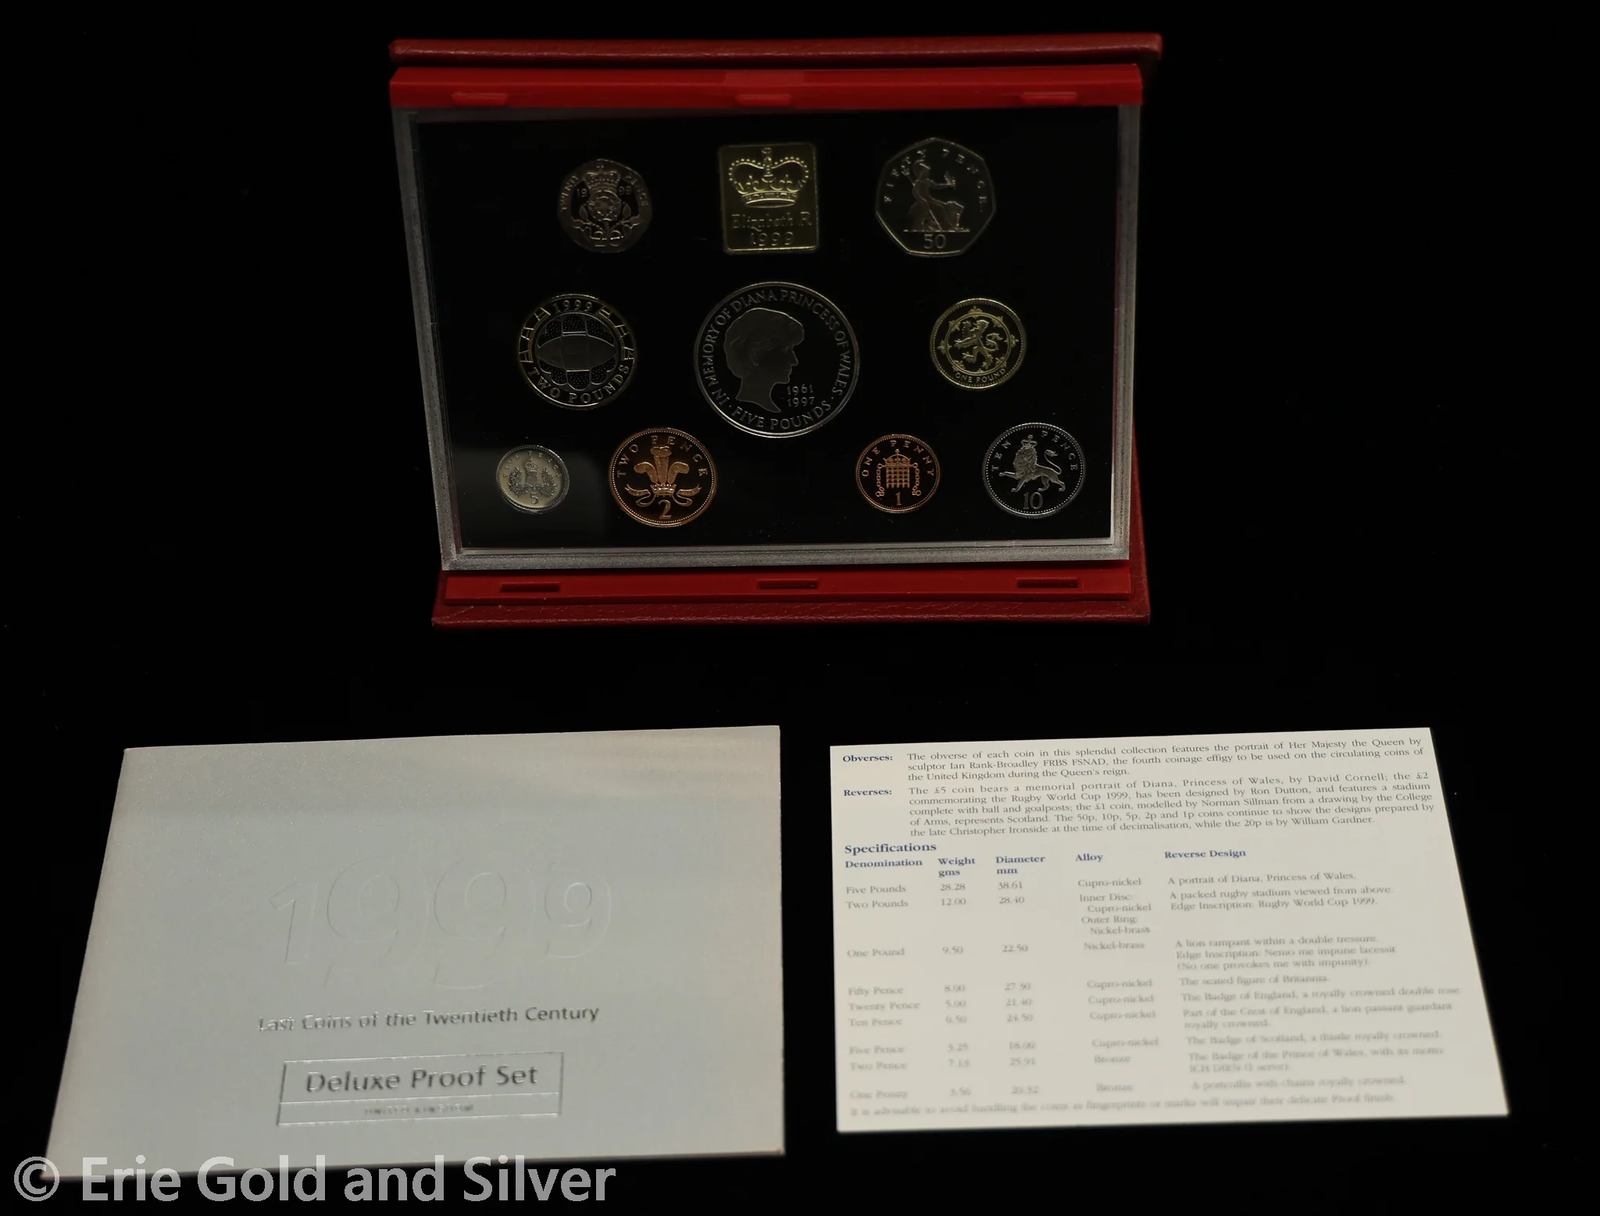 TWENTY PENCE
1999
Elizabeth R
1999
FIFTY PENCE
50
1999
TWO POUNDS
IN MEMORY OF DIANA PRINCESS OF WALES
1961
1997
· FIVE POUNDS ·
ONE POUND
5
TWO PENCE
2
ONE PENNY
1
TEN PENCE
10
1999
Last Coins of the Twentieth Century
Deluxe Proof Set
Obverses: The obverse of each coin in this splendid collection features the portrait of Her Majesty the Queen by
sculptor Ian Rank-Broadley FRBS FSNAD, the fourth coinage effigy to be used on the circulating coins of
the United Kingdom during the Queen's reign.
Reverses: The £5 coin bears a memorial portrait of Diana, Princess of Wales, by David Cornell; the £2
commemorating the Rugby World Cup 1999, has been designed by Ron Dutton, and features a stadium
complete with ball and goalposts; the £1 coin, modelled by Norman Sillman from a drawing by the College
of Arms, represents Scotland. The 50p, 10p, 5p, 2p and 1p coins continue to show the designs prepared by
the late Christopher Ironside at the time of decimalisation, while the 20p is by William Gardner.
Specifications
Denomination Weight gms Diameter mm Alloy Reverse Design
Five Pounds 28.28 38.61 Cupro-nickel A portrait of Diana, Princess of Wales.
Two Pounds 12.00 28.40 Inner Disc: A packed rugby stadium viewed from above.
Cupro-nickel Edge Inscription: Rugby World Cup 1999.
Outer Ring:
Nickel-brass
One Pound 9.50 22.50 Nickel-brass A lion rampant within a double tressure.
Edge Inscription: Nemo me impune lacessit
(No one provokes me with impunity).
Fifty Pence 8.00 27.30 Cupro-nickel The seated figure of Britannia.
Twenty Pence 5.00 21.40 Cupro-nickel The Badge of England, a royally crowned double rose.
Ten Pence 6.50 24.50 Cupro-nickel Part of the Crest of England, a lion passant guardant
royally crowned.
Five Pence 3.25 18.00 Cupro-nickel The Badge of Scotland, a thistle royally crowned.
Two Pence 7.13 25.91 Bronze The Badge of the Prince of Wales, with its motto
ICH DIEN (I serve).
One Penny 3.56 20.32 Bronze A portcullis with chains royally crowned.
It is advisable to avoid handling the coins as fingerprints or marks will impair their delicate Proof finish.
© Erie Gold and Silver